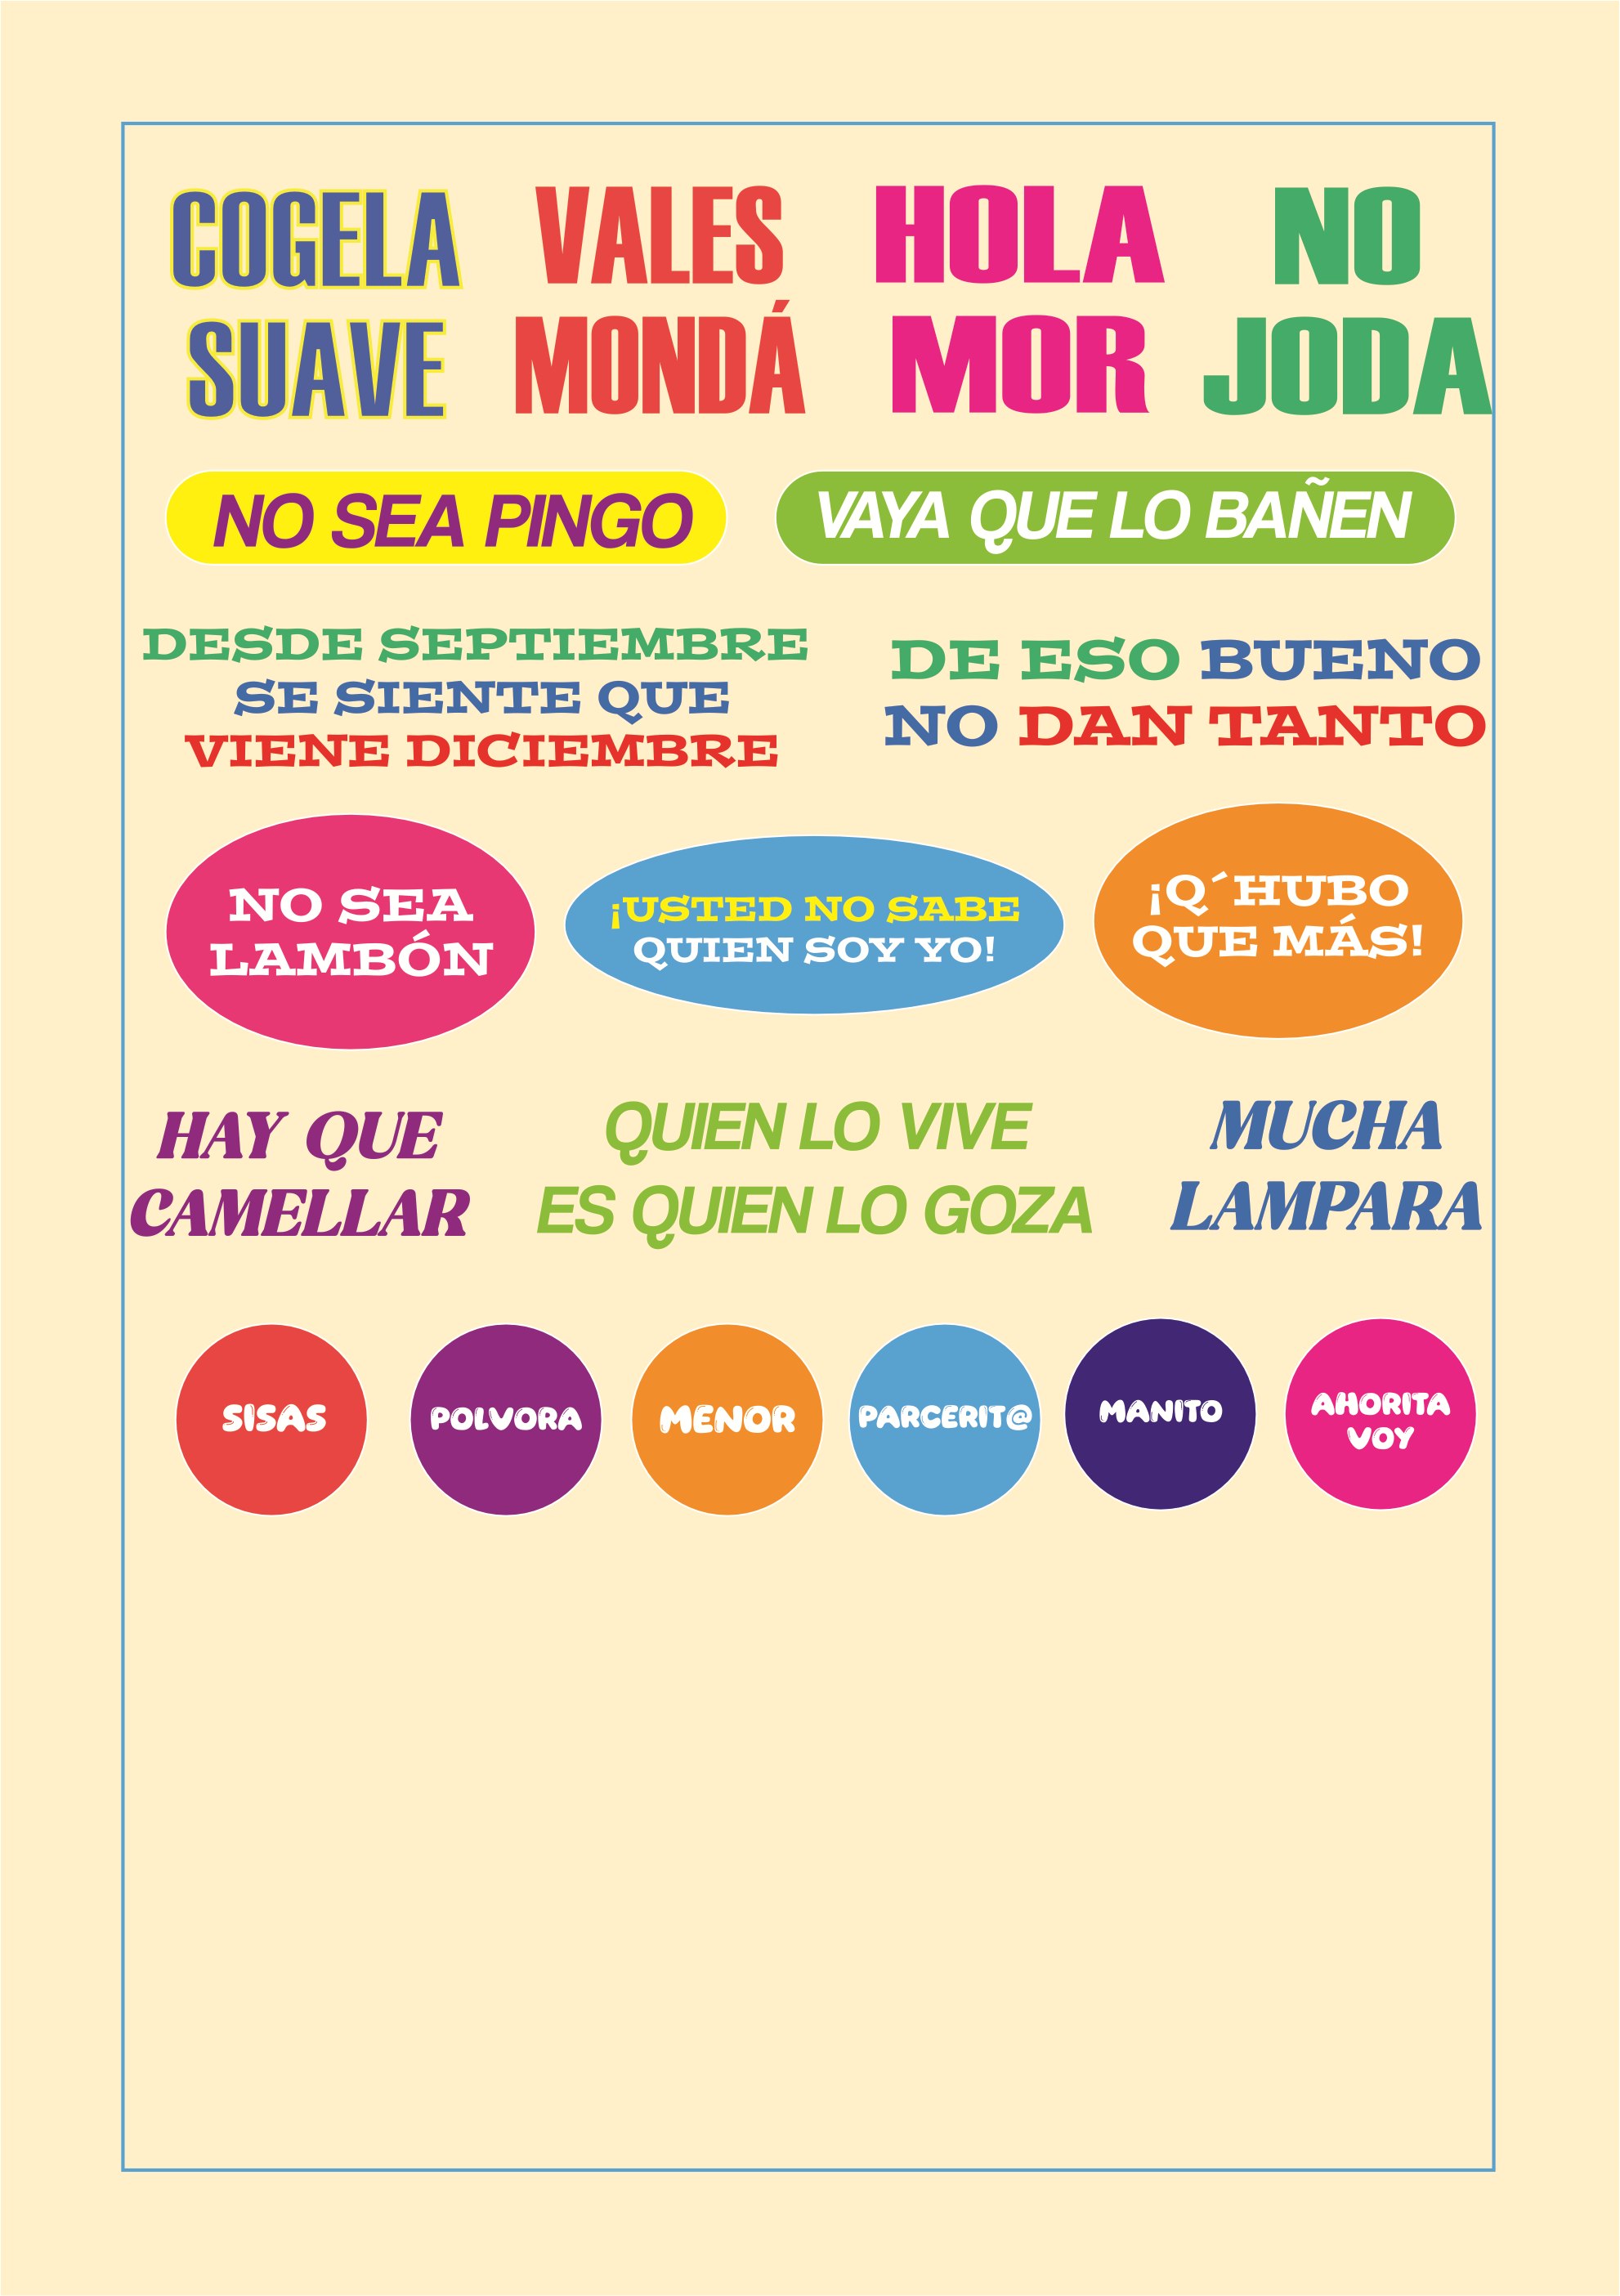 COGELA
SUAVE
VALES
MONDÁ
HOLA
MOR
NO
JODA
NO SEA PINGO
VAYA QUE LO BAÑEN
DESDE SEPTIEMBRE
SE SIENTE QUE
VIENE DICIEMBRE
DE ESO BUENO
NO DAN TANTO
NO SEA
LAMBÓN
¡USTED NO SABE
QUIEN SOY YO!
¡Q´HUBO
QUE MÁS!
HAY QUE
CAMELLAR
QUIEN LO VIVE
ES QUIEN LO GOZA
MUCHA
LAMPARA
SISAS
POLVORA
MENOR
PARCERIT@
MANITO
AHORITA
VOY